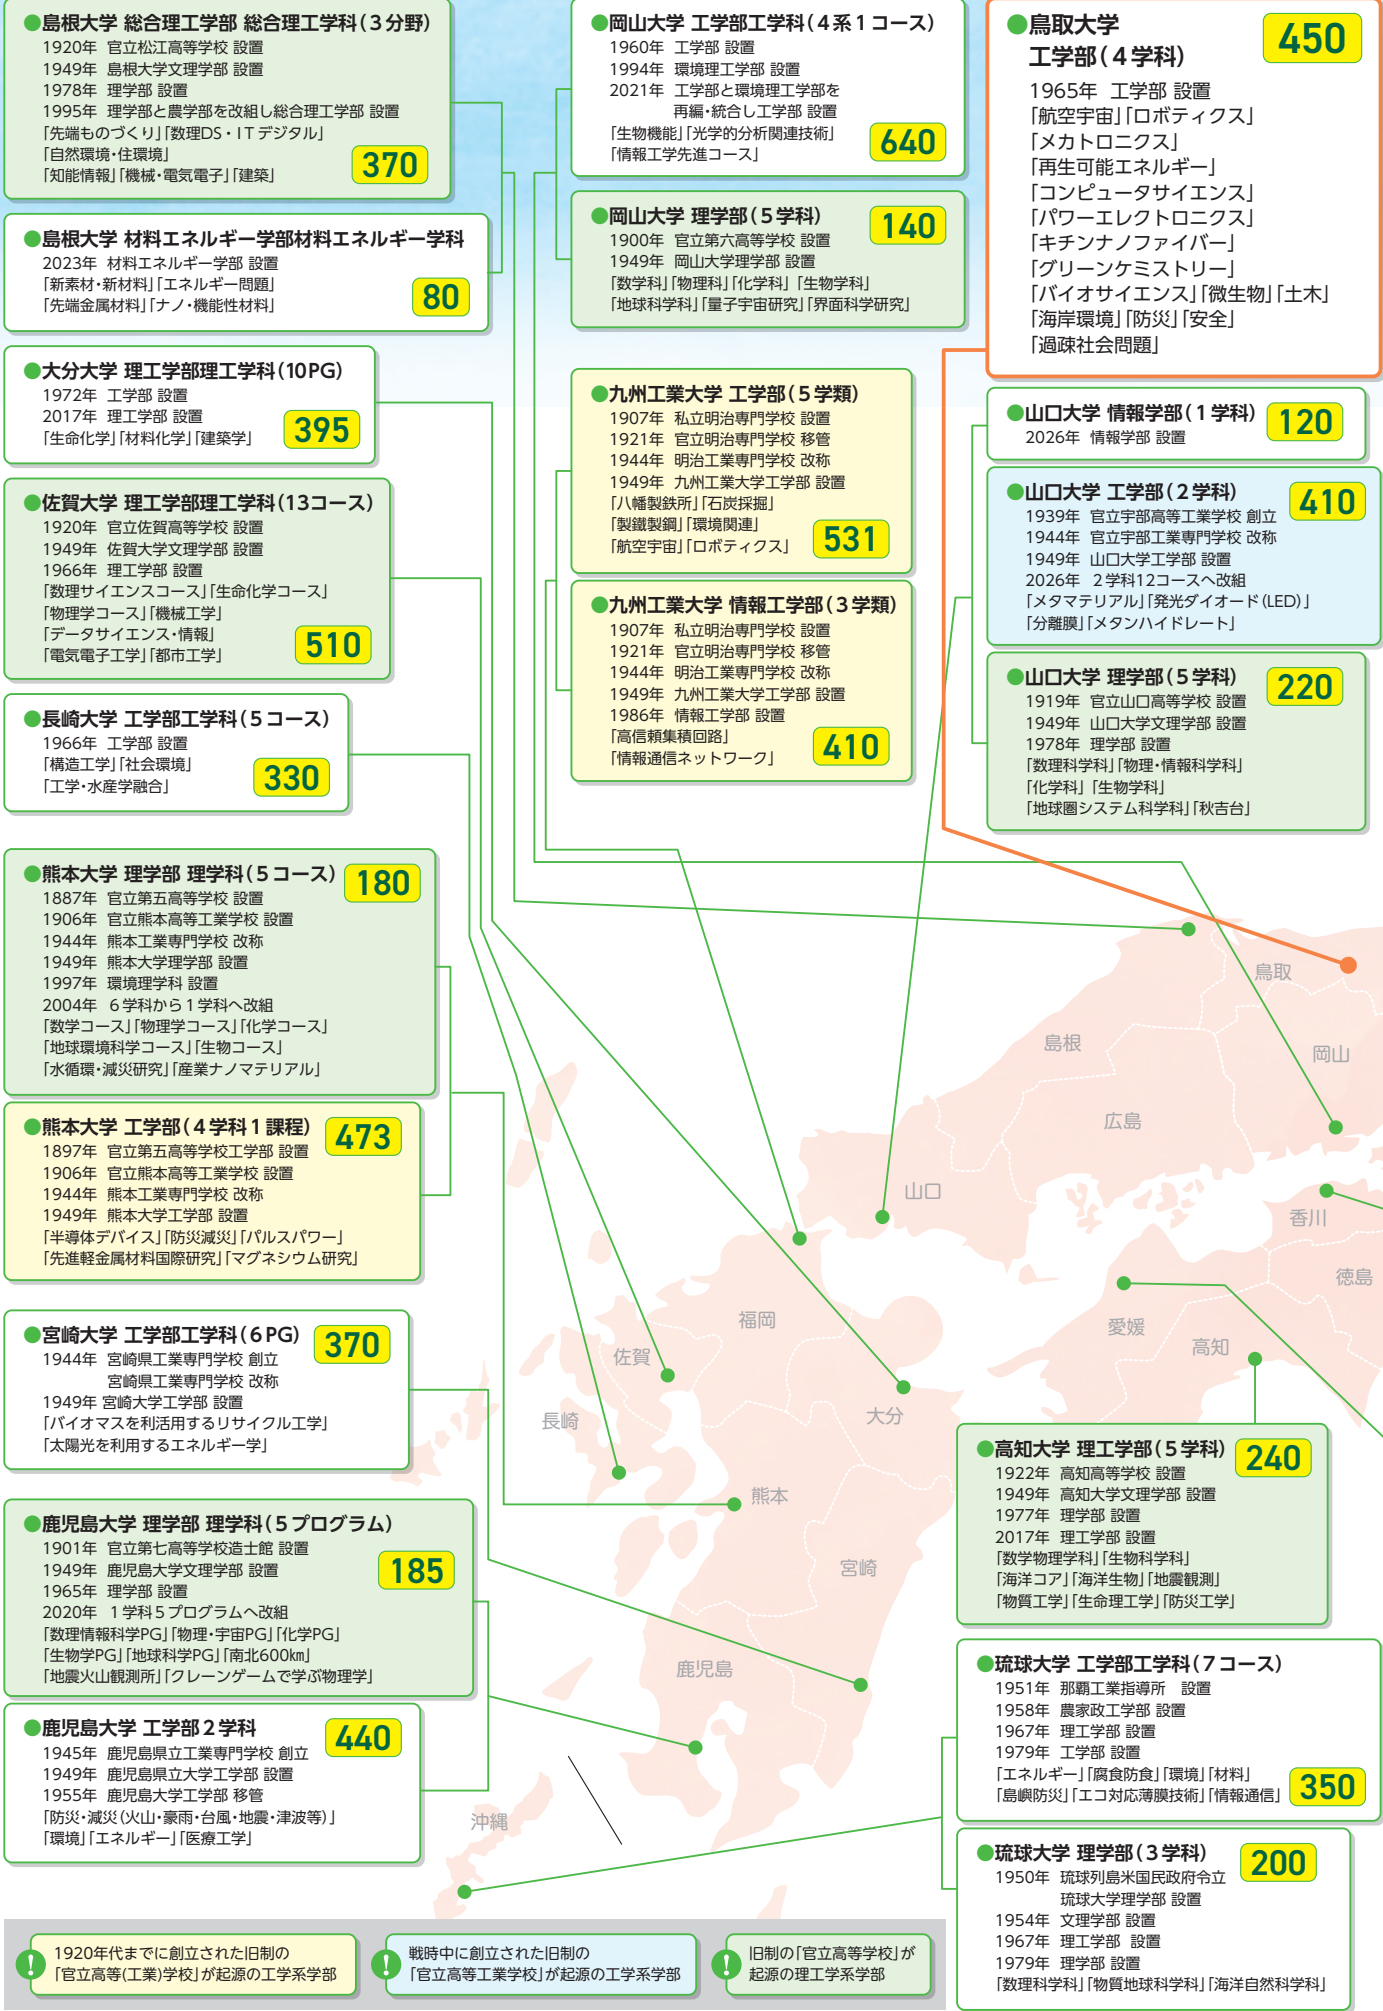 ●島根大学 総合理工学部 総合理工学科(3分野)
1920年 官立松江高等学校 設置
1949年 島根大学文理学部 設置
1978年 理学部 設置
1995年 理学部と農学部を改組し総合理工学部 設置
「先端ものづくり」「数理DS・ITデジタル」
「自然環境・住環境」
「知能情報」「機械・電気電子」「建築」
370
●島根大学 材料エネルギー学部材料エネルギー学科
2023年 材料エネルギー学部 設置
「新素材・新材料」「エネルギー問題」
「先端金属材料」「ナノ・機能性材料」
80
●大分大学 理工学部理工学科(10PG)
1972年 工学部 設置
2017年 理工学部 設置
「生命化学」「材料化学」「建築学」
395
●佐賀大学 理工学部理工学科(13コース)
1920年 官立佐賀高等学校 設置
1949年 佐賀大学文理学部 設置
1966年 理工学部 設置
「数理サイエンスコース」「生命化学コース」
「物理学コース」「機械工学」
「データサイエンス・情報」
「電気電子工学」「都市工学」
510
●長崎大学 工学部工学科(5コース)
1966年 工学部 設置
「構造工学」「社会環境」
「工学・水産学融合」
330
●熊本大学 理学部 理学科(5コース)
180
1887年 官立第五高等学校 設置
1906年 官立熊本高等工業学校 設置
1944年 熊本工業専門学校 改称
1949年 熊本大学理学部 設置
1997年 環境理学科 設置
2004年 6学科から1学科へ改組
「数学コース」「物理学コース」「化学コース」
「地球環境科学コース」「生物コース」
「水循環・減災研究」「産業ナノマテリアル」
●熊本大学 工学部(4学科1課程)
473
1897年 官立第五高等学校工学部 設置
1906年 官立熊本高等工業学校 設置
1944年 熊本工業専門学校 改称
1949年 熊本大学工学部 設置
「半導体デバイス」「防災減災」「パルスパワー」
「先進軽金属材料国際研究」「マグネシウム研究」
●宮崎大学 工学部工学科(6PG)
370
1944年 宮崎県工業専門学校 創立
宮崎県工業専門学校 改称
1949年 宮崎大学工学部 設置
「バイオマスを利活用するリサイクル工学」
「太陽光を利用するエネルギー学」
●鹿児島大学 理学部 理学科(5プログラム)
1901年 官立第七高等学校造士館 設置
1949年 鹿児島大学文理学部 設置
1965年 理学部 設置
2020年 1学科5プログラムへ改組
「数理情報科学PG」「物理・宇宙PG」「化学PG」
「生物学PG」「地球科学PG」「南北600㎞」
「地震火山観測所」「クレーンゲームで学ぶ物理学」
185
●鹿児島大学 工学部2学科
440
1945年 鹿児島県立工業専門学校 創立
1949年 鹿児島県立大学工学部 設置
1955年 鹿児島大学工学部 移管
「防災・減災(火山・豪雨・台風・地震・津波等)」
「環境」「エネルギー」「医療工学」
●岡山大学 工学部工学科(4系1コース)
1960年 工学部 設置
1994年 環境理工学部 設置
2021年 工学部と環境理工学部を
再編・統合し工学部 設置
「生物機能」「光学的分析関連技術」
「情報工学先進コース」
640
●岡山大学 理学部(5学科)
140
1900年 官立第六高等学校 設置
1949年 岡山大学理学部 設置
「数学科」「物理科」「化学科」「生物学科」
「地球科学科」「量子宇宙研究」「界面科学研究」
●九州工業大学 工学部(5学類)
1907年 私立明治専門学校 設置
1921年 官立明治専門学校 移管
1944年 明治工業専門学校 改称
1949年 九州工業大学工学部 設置
「八幡製鉄所」「石炭採掘」
「製鐵製鋼」「環境関連」
「航空宇宙」「ロボティクス」
531
●九州工業大学 情報工学部(3学類)
1907年 私立明治専門学校 設置
1921年 官立明治専門学校 移管
1944年 明治工業専門学校 改称
1949年 九州工業大学工学部 設置
1986年 情報工学部 設置
「高信頼集積回路」
「情報通信ネットワーク」
410
●鳥取大学
工学部(4学科)
450
1965年 工学部 設置
「航空宇宙」「ロボティクス」
「メカトロニクス」
「再生可能エネルギー」
「コンピュータサイエンス」
「パワーエレクトロニクス」
「キチンナノファイバー」
「グリーンケミストリー」
「バイオサイエンス」「微生物」「土木」
「海岸環境」「防災」「安全」
「過疎社会問題」
●山口大学 情報学部(1学科)
120
2026年 情報学部 設置
●山口大学 工学部(2学科)
410
1939年 官立宇部高等工業学校 創立
1944年 官立宇部工業専門学校 改称
1949年 山口大学工学部 設置
2026年 2学科12コースへ改組
「メタマテリアル」「発光ダイオード(LED)」
「分離膜」「メタンハイドレート」
●山口大学 理学部(5学科)
220
1919年 官立山口高等学校 設置
1949年 山口大学文理学部 設置
1978年 理学部 設置
「数理科学科」「物理・情報科学科」
「化学科」「生物学科」
「地球圏システム科学科」「秋吉台」
鳥取
島根
岡山
広島
山口
香川
徳島
愛媛
高知
福岡
佐賀
長崎
大分
熊本
宮崎
鹿児島
沖縄
●高知大学 理工学部(5学科)
240
1922年 高知高等学校 設置
1949年 高知大学文理学部 設置
1977年 理学部 設置
2017年 理工学部 設置
「数学物理学科」「生物科学科」
「海洋コア」「海洋生物」「地震観測」
「物質工学」「生命理工学」「防災工学」
●琉球大学 工学部工学科(7コース)
1951年 那覇工業指導所 設置
1958年 農家政工学部 設置
1967年 理工学部 設置
1979年 工学部 設置
「エネルギー」「腐食防食」「環境」「材料」
「島嶼防災」「エコ対応薄膜技術」「情報通信」
350
●琉球大学 理学部(3学科)
200
1950年 琉球列島米国民政府令立
琉球大学理学部 設置
1954年 文理学部 設置
1967年 理工学部 設置
1979年 理学部 設置
「数理科学科」「物質地球科学科」「海洋自然科学科」
! 1920年代までに創立された旧制の
「官立高等(工業)学校」が起源の工学系学部
! 戦時中に創立された旧制の
「官立高等工業学校」が起源の工学系学部
! 旧制の「官立高等学校」が
起源の理工学系学部